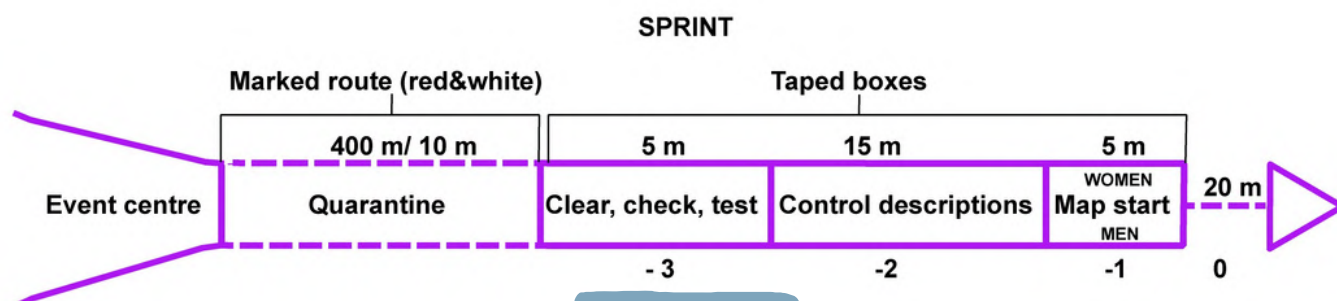 SPRINT
Marked route (red&white)
Taped boxes
400 m/ 10 m
5 m
15 m
5 m
Event centre
Quarantine
Clear, check, test
Control descriptions
WOMEN
Map start
MEN
20 m
- 3
-2
-1
0